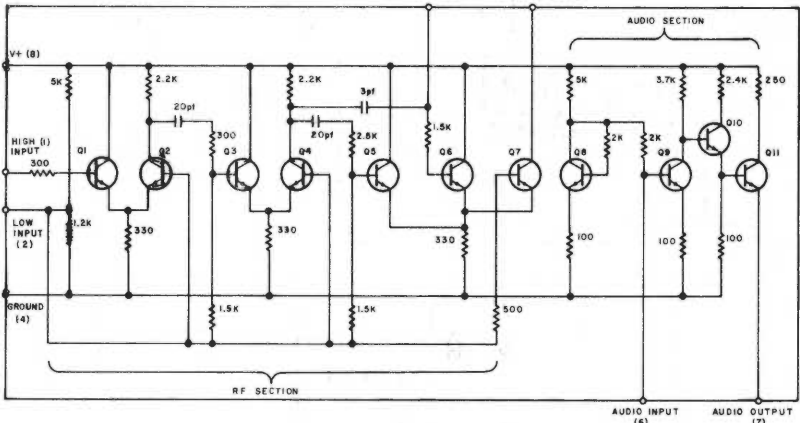 AUDIO SECTION
V+ (8)
5K
2.2K
2.2K
5K
3.7K
2.4K
250
20pf
3pf
20pf
300
2.8K
1.5K
2K
2K
HIGH (1)
INPUT
300
Q1
Q2
Q3
Q4
Q5
Q6
Q7
Q8
Q9
Q10
Q11
LOW
INPUT
(2)
1.2K
330
330
330
100
100
100
GROUND
(4)
1.5K
1.5K
500
RF SECTION
AUDIO INPUT
(6)
AUDIO OUTPUT
(7)